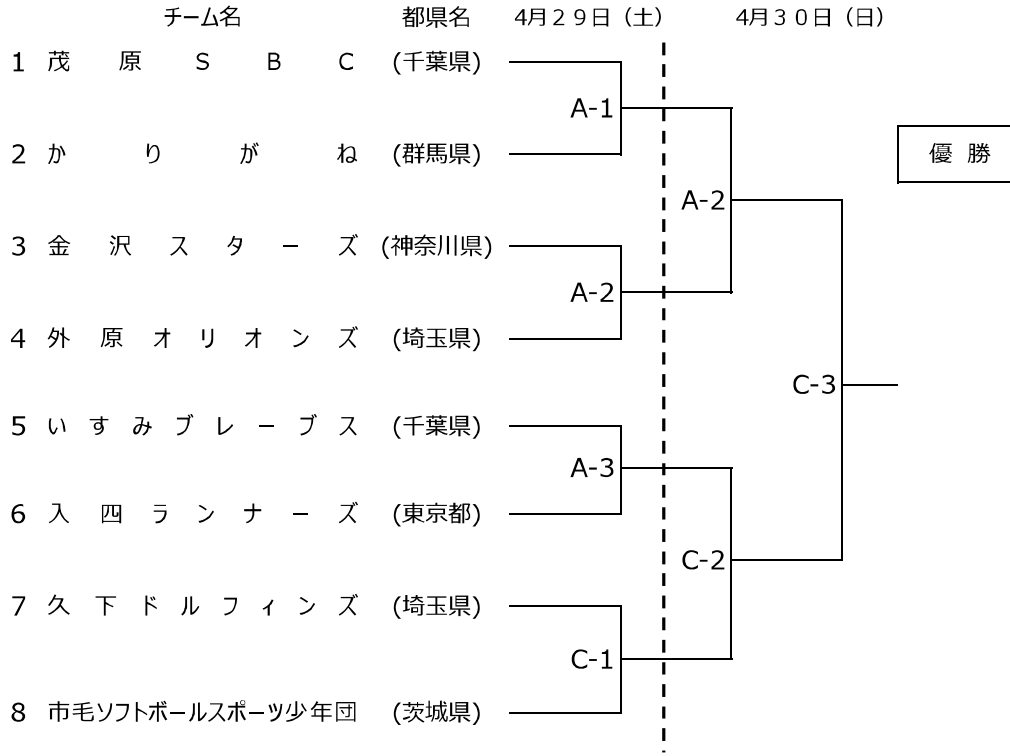 チーム名 都県名 4月29日（土） 4月30日（日）
1 茂原SBC (千葉県)
A-1
2 かりがね (群馬県)
優勝
A-2
3 金沢スターズ (神奈川県)
A-2
4 外原オリオンズ (埼玉県)
C-3
5 いすみブレーブス (千葉県)
A-3
6 入四ランナーズ (東京都)
C-2
7 久下ドルフィンズ (埼玉県)
C-1
8 市毛ソフトボールスポーツ少年団 (茨城県)